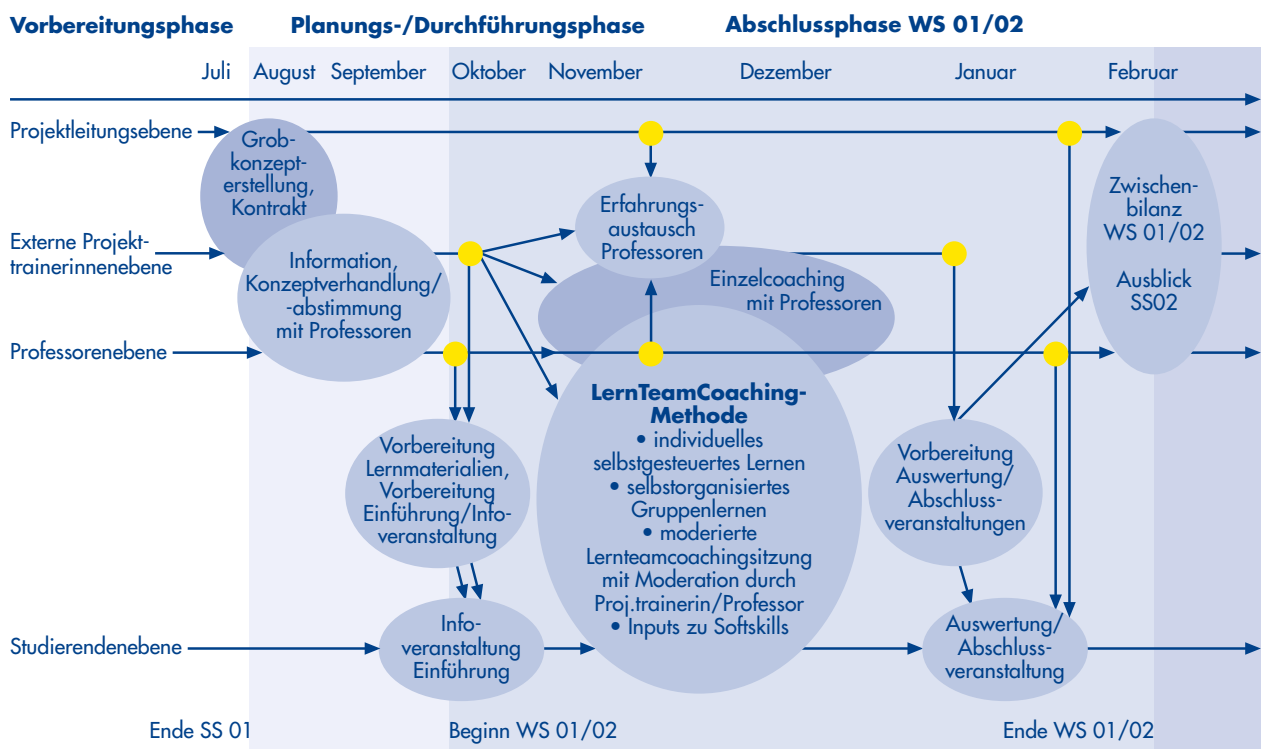 Vorbereitungsphase
Planungs-/Durchführungsphase
Abschlussphase WS 01/02
Juli
August
September
Oktober
November
Dezember
Januar
Februar
Projektleitungsebene
Grob-
konzept-
erstellung,
Kontrakt
Erfahrungs-
austausch
Professoren
Zwischen-
bilanz
WS 01/02
Ausblick
SS02
Externe Projekt-
trainerinnenebene
Information,
Konzeptverhandlung/
-abstimmung
mit Professoren
Einzelcoaching
mit Professoren
Professorenebene
LernTeamCoaching-
Methode
• individuelles
selbstgesteuertes Lernen
• selbstorganisiertes
Gruppenlernen
• moderierte
Lernteamcoachingsitzung
mit Moderation durch
Proj.trainerin/Professor
• Inputs zu Softskills
Vorbereitung
Lernmaterialien,
Vorbereitung
Einführung/Info-
veranstaltung
Vorbereitung
Auswertung/
Abschluss-
veranstaltungen
Studierendenebene
Info-
veranstaltung
Einführung
Auswertung/
Abschluss-
veranstaltung
Ende SS 01
Beginn WS 01/02
Ende WS 01/02